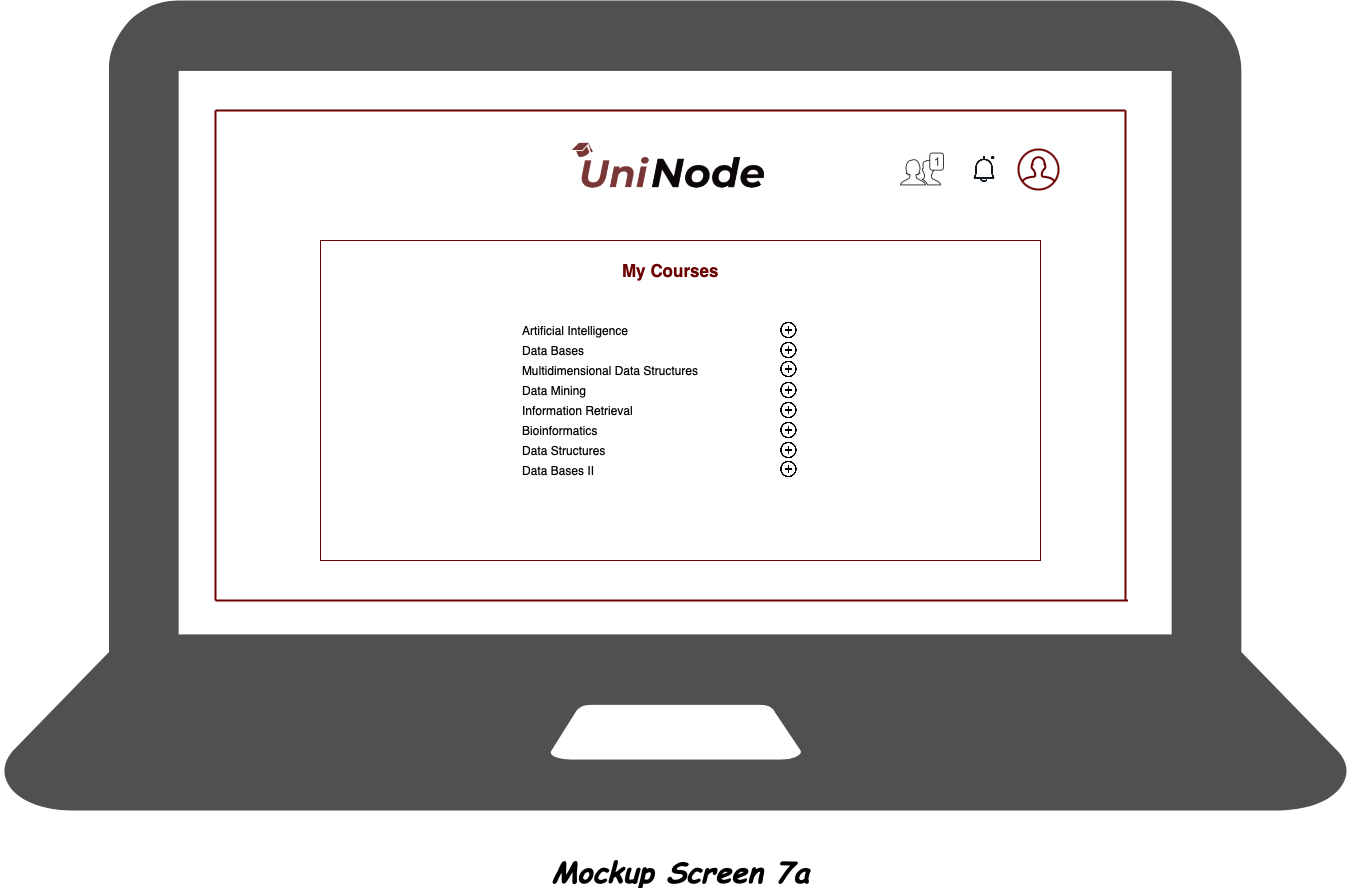 UniNode
1
My Courses
Artificial Intelligence
Data Bases
Multidimensional Data Structures
Data Mining
Information Retrieval
Bioinformatics
Data Structures
Data Bases II
Mockup Screen 7a